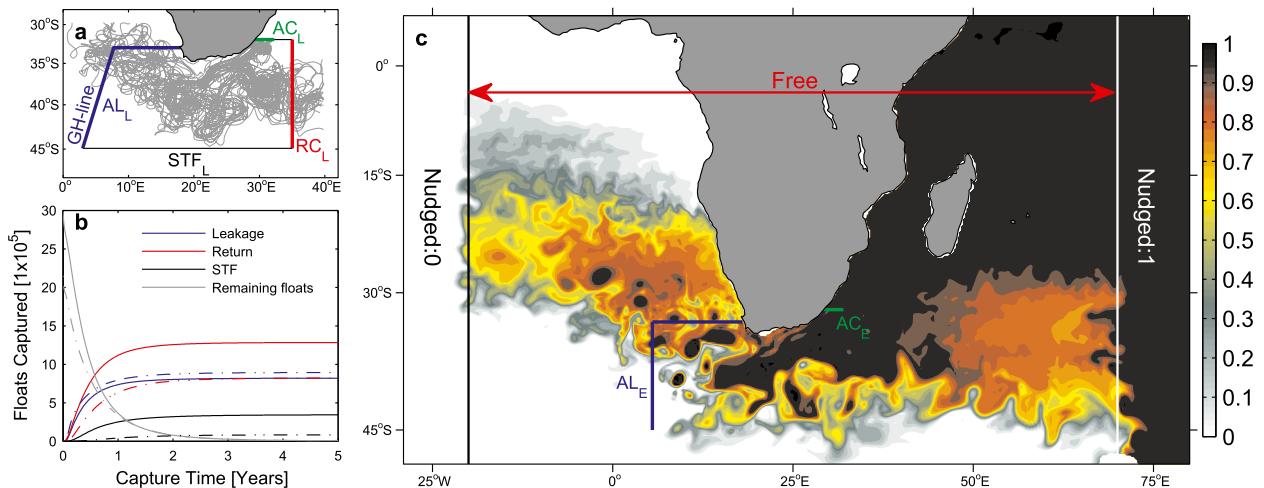 a
30°S
35°S
40°S
45°S
0°
10°E
20°E
30°E
40°E
AC_L
GH-line
AL_L
STF_L
RC_L
b
Floats Captured [1x10^5]
30
25
20
15
10
5
0
Leakage
Return
STF
Remaining floats
0
1
2
3
4
5
Capture Time [Years]
c
0°
15°S
30°S
45°S
Free
Nudged:0
Nudged:1
AC_E
AL_E
25°W
0°
25°E
50°E
75°E
1
0.9
0.8
0.7
0.6
0.5
0.4
0.3
0.2
0.1
0